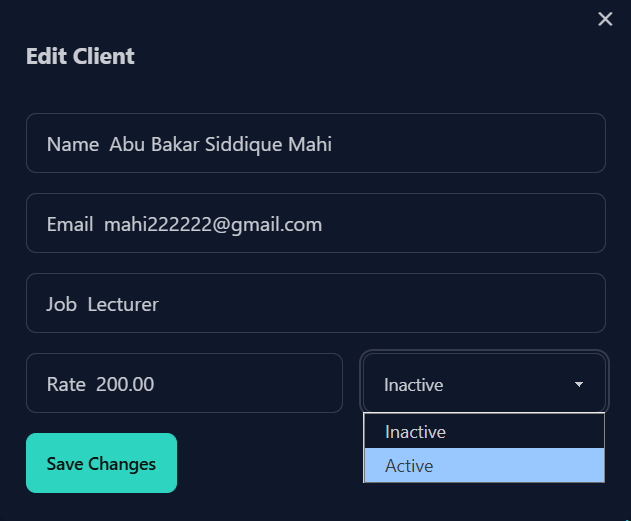 Edit Client
Name Abu Bakar Siddique Mahi
Email mahi222222@gmail.com
Job Lecturer
Rate 200.00
Inactive
Inactive
Active
Save Changes